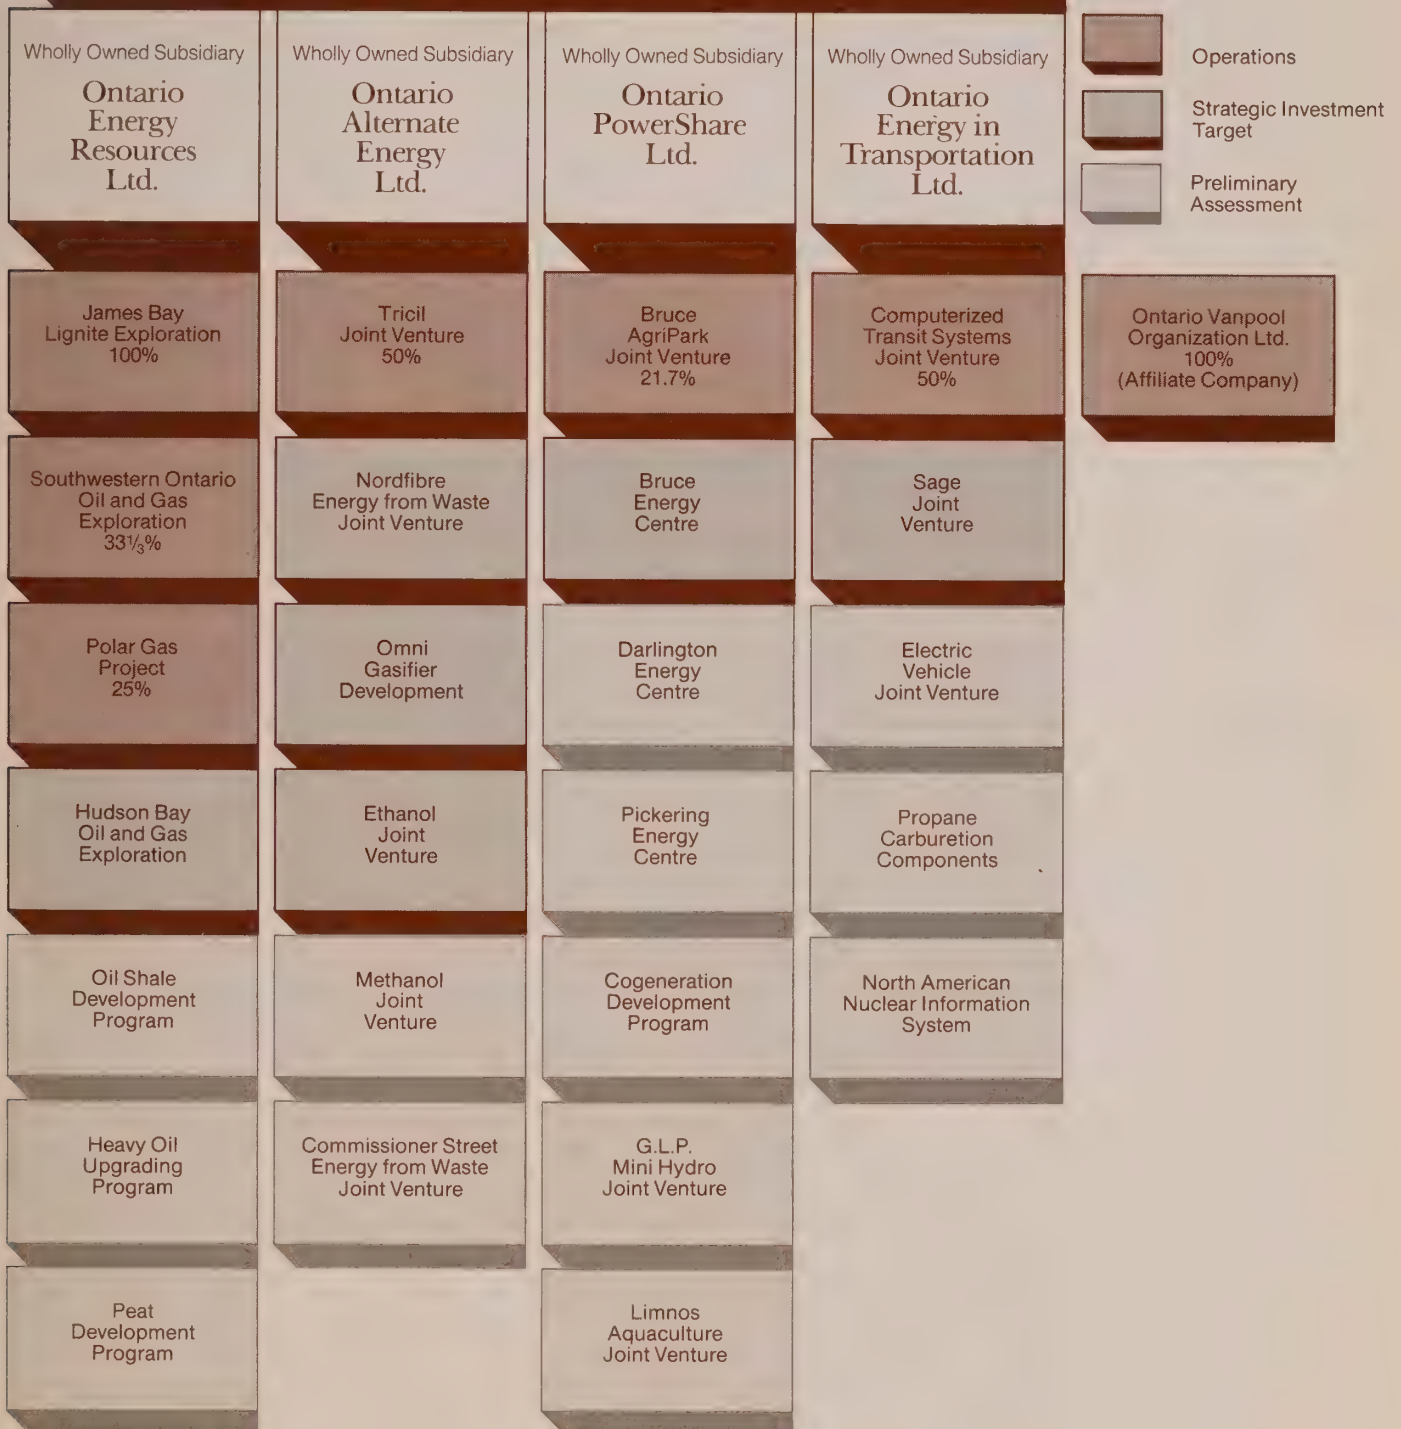 Wholly Owned Subsidiary
Ontario
Energy
Resources
Ltd.
James Bay
Lignite Exploration
100%
Southwestern Ontario
Oil and Gas
Exploration
33⅓%
Polar Gas
Project
25%
Hudson Bay
Oil and Gas
Exploration
Oil Shale
Development
Program
Heavy Oil
Upgrading
Program
Peat
Development
Program
Wholly Owned Subsidiary
Ontario
Alternate
Energy
Ltd.
Tricil
Joint Venture
50%
Nordfibre
Energy from Waste
Joint Venture
Omni
Gasifier
Development
Ethanol
Joint
Venture
Methanol
Joint
Venture
Commissioner Street
Energy from Waste
Joint Venture
Wholly Owned Subsidiary
Ontario
PowerShare
Ltd.
Bruce
AgriPark
Joint Venture
21.7%
Bruce
Energy
Centre
Darlington
Energy
Centre
Pickering
Energy
Centre
Cogeneration
Development
Program
G.L.P.
Mini Hydro
Joint Venture
Limnos
Aquaculture
Joint Venture
Wholly Owned Subsidiary
Ontario
Energy in
Transportation
Ltd.
Computerized
Transit Systems
Joint Venture
50%
Sage
Joint
Venture
Electric
Vehicle
Joint Venture
Propane
Carburetion
Components
North American
Nuclear Information
System
Operations
Strategic Investment
Target
Preliminary
Assessment
Ontario Vanpool
Organization Ltd.
100%
(Affiliate Company)